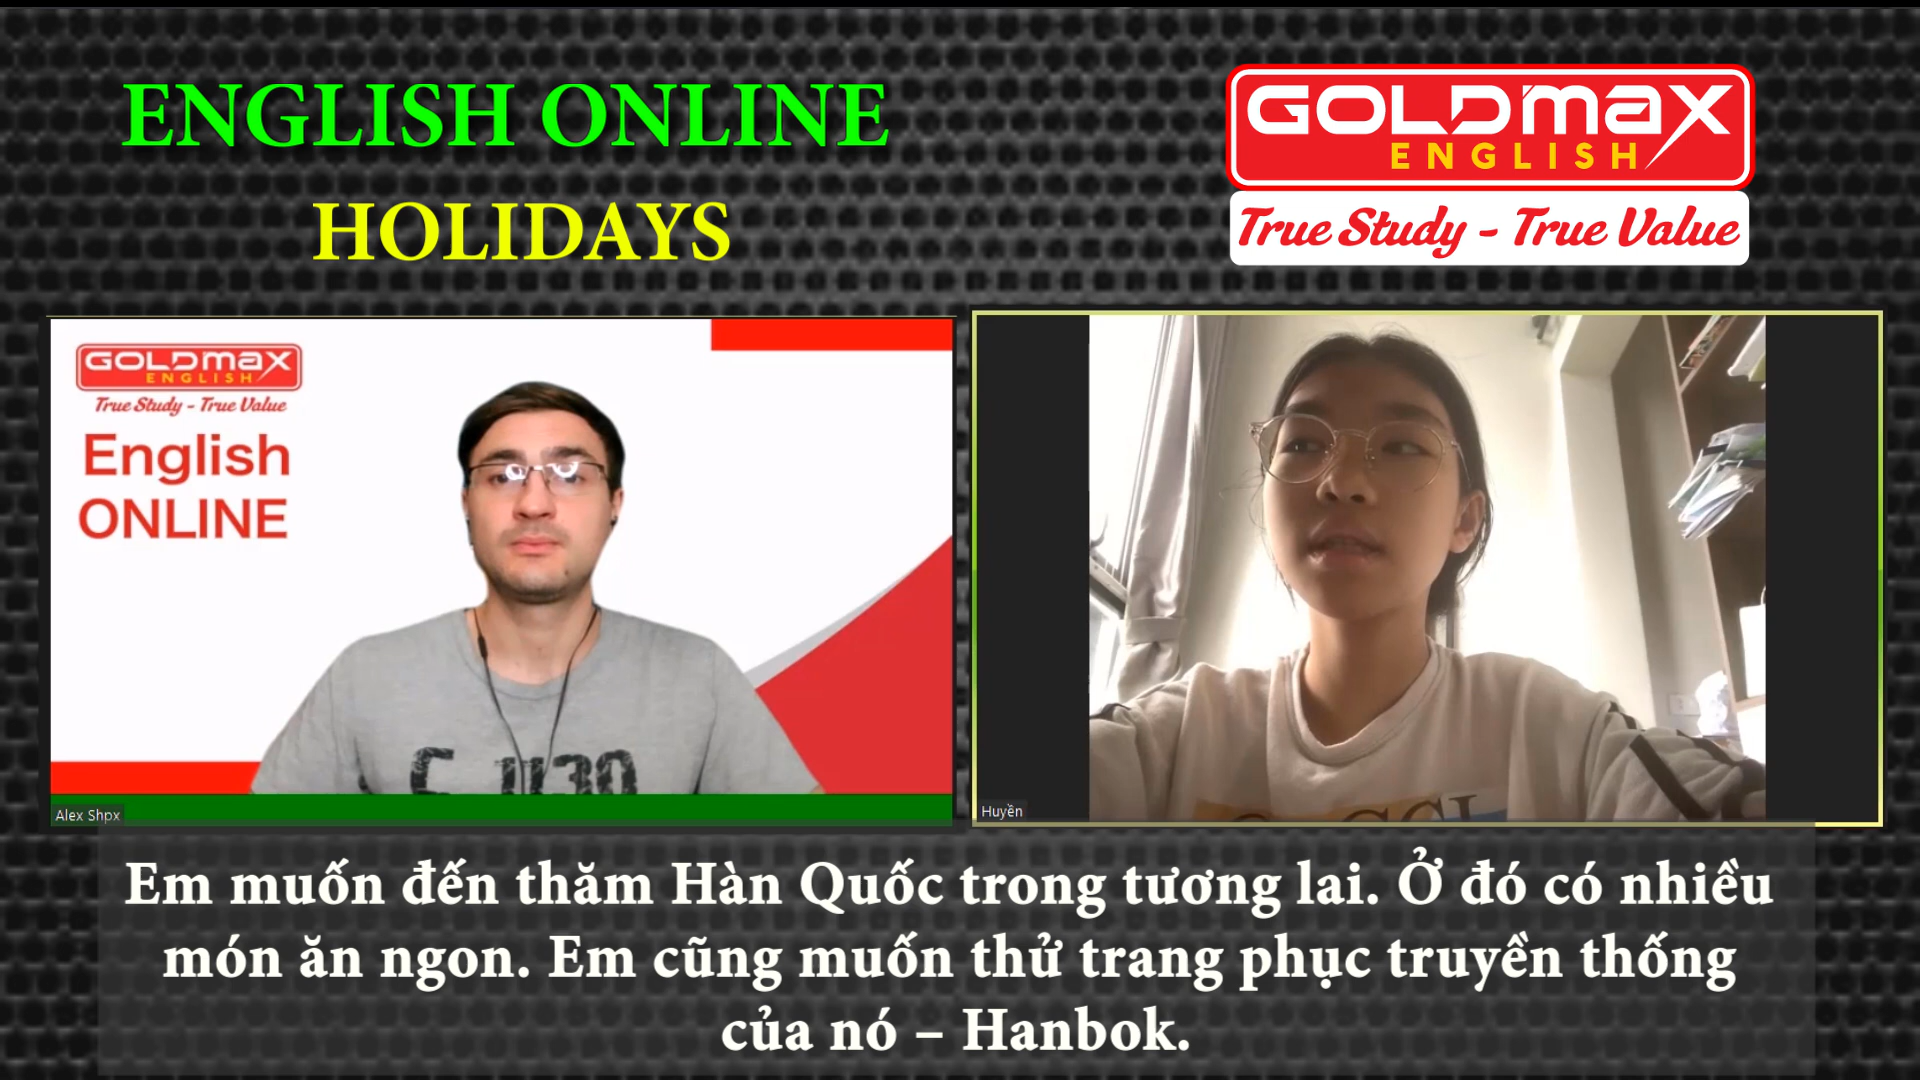 ENGLISH ONLINE
HOLIDAYS
GOLDMAX
ENGLISH
True Study - True Value
GOLDMAX
ENGLISH
True Study - True Value
English
ONLINE
Alex Shpx
Huyền
Em muốn đến thăm Hàn Quốc trong tương lai. Ở đó có nhiều
món ăn ngon. Em cũng muốn thử trang phục truyền thống
của nó – Hanbok.